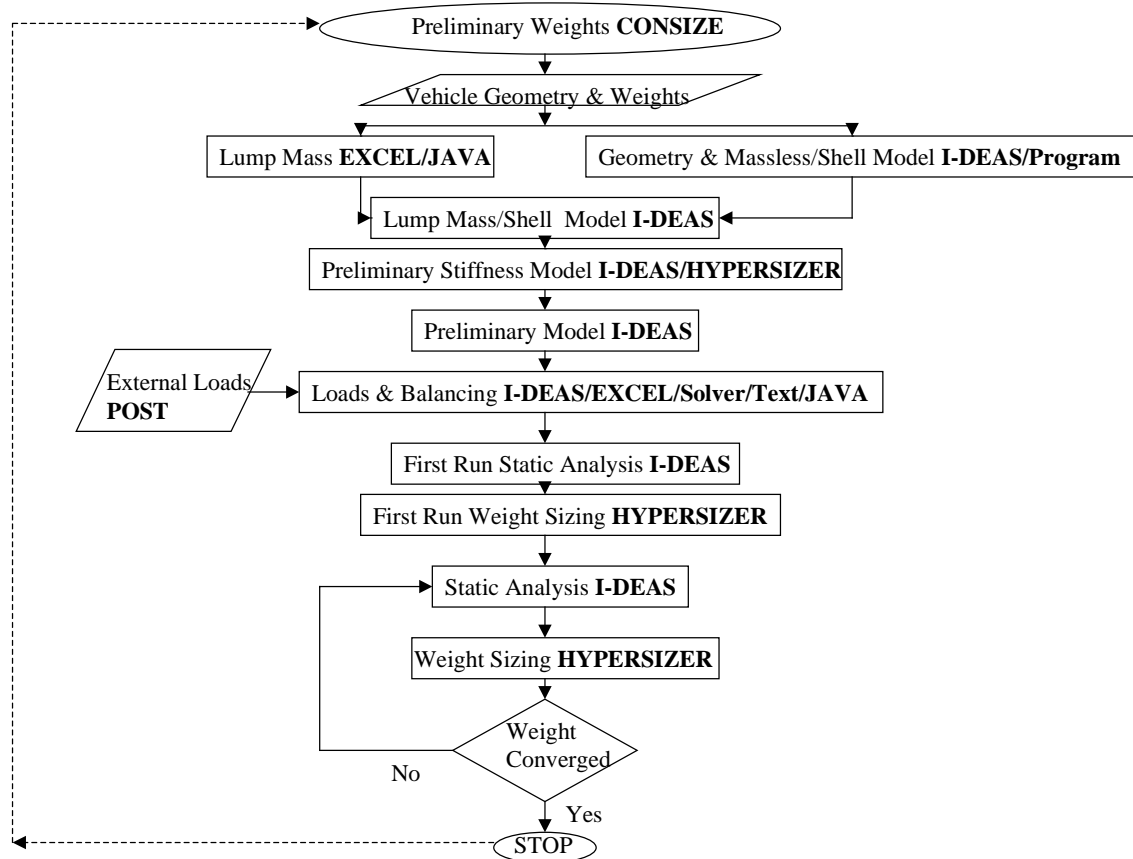 Preliminary Weights CONSIZE
Vehicle Geometry & Weights
Lump Mass EXCEL/JAVA
Geometry & Massless/Shell Model I-DEAS/Program
Lump Mass/Shell Model I-DEAS
Preliminary Stiffness Model I-DEAS/HYPERSIZER
Preliminary Model I-DEAS
External Loads
POST
Loads & Balancing I-DEAS/EXCEL/Solver/Text/JAVA
First Run Static Analysis I-DEAS
First Run Weight Sizing HYPERSIZER
Static Analysis I-DEAS
Weight Sizing HYPERSIZER
Weight
Converged
No
Yes
STOP